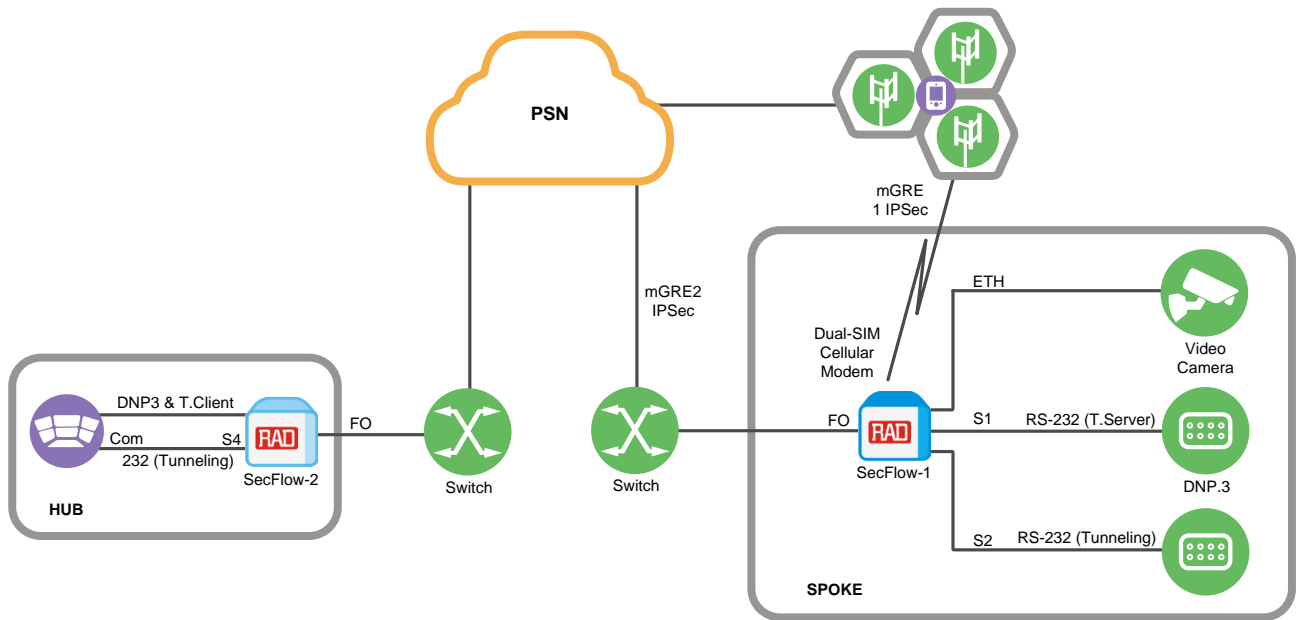 PSN
mGRE
1 IPSec
mGRE2
IPSec
ETH
Dual-SIM
Cellular
Modem
Video
Camera
DNP3 & T.Client
Com
S4
232 (Tunneling)
RAD
SecFlow-2
HUB
FO
Switch
Switch
FO
RAD
SecFlow-1
S1
RS-232 (T.Server)
DNP.3
S2
RS-232 (Tunneling)
SPOKE